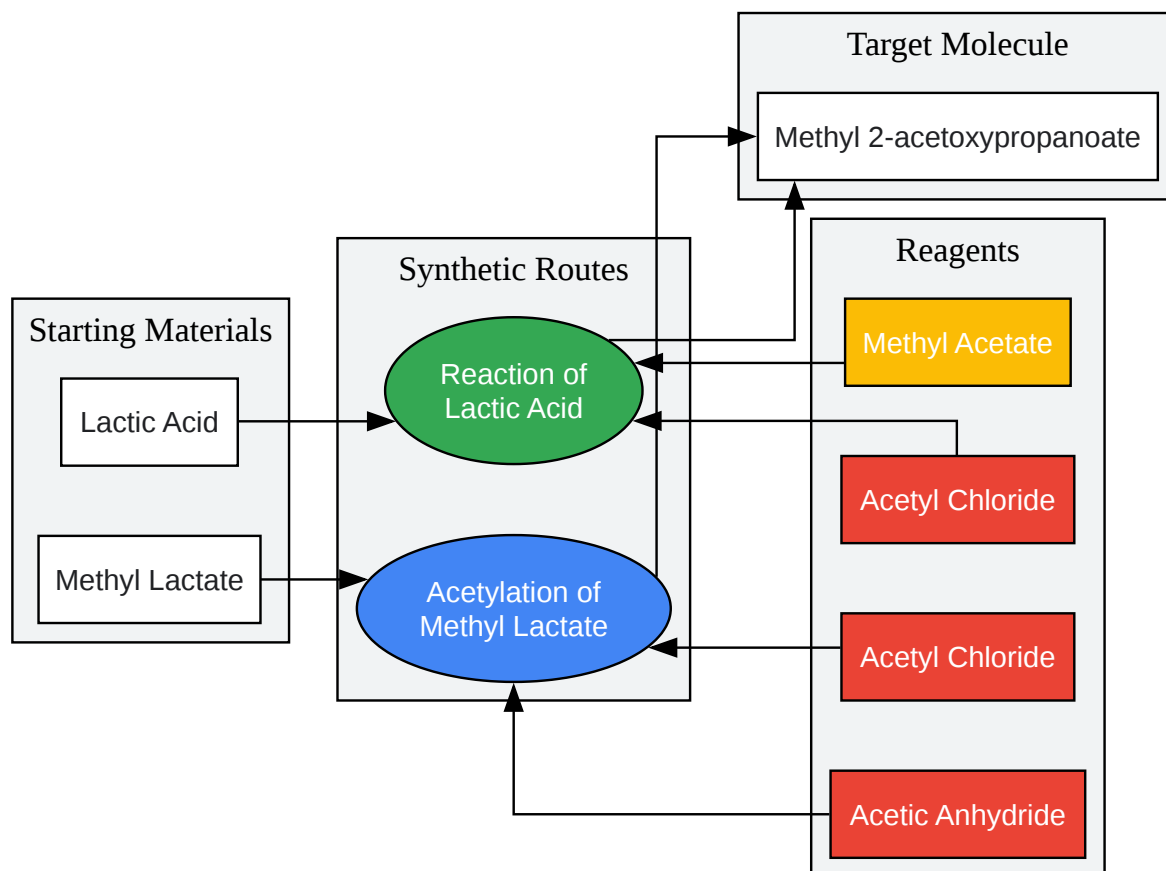 Target Molecule
Methyl 2-acetoxypropanoate
Synthetic Routes
Reagents
Starting Materials
Reaction of
Lactic Acid
Methyl Acetate
Lactic Acid
Acetyl Chloride
Methyl Lactate
Acetylation of
Methyl Lactate
Acetyl Chloride
Acetic Anhydride